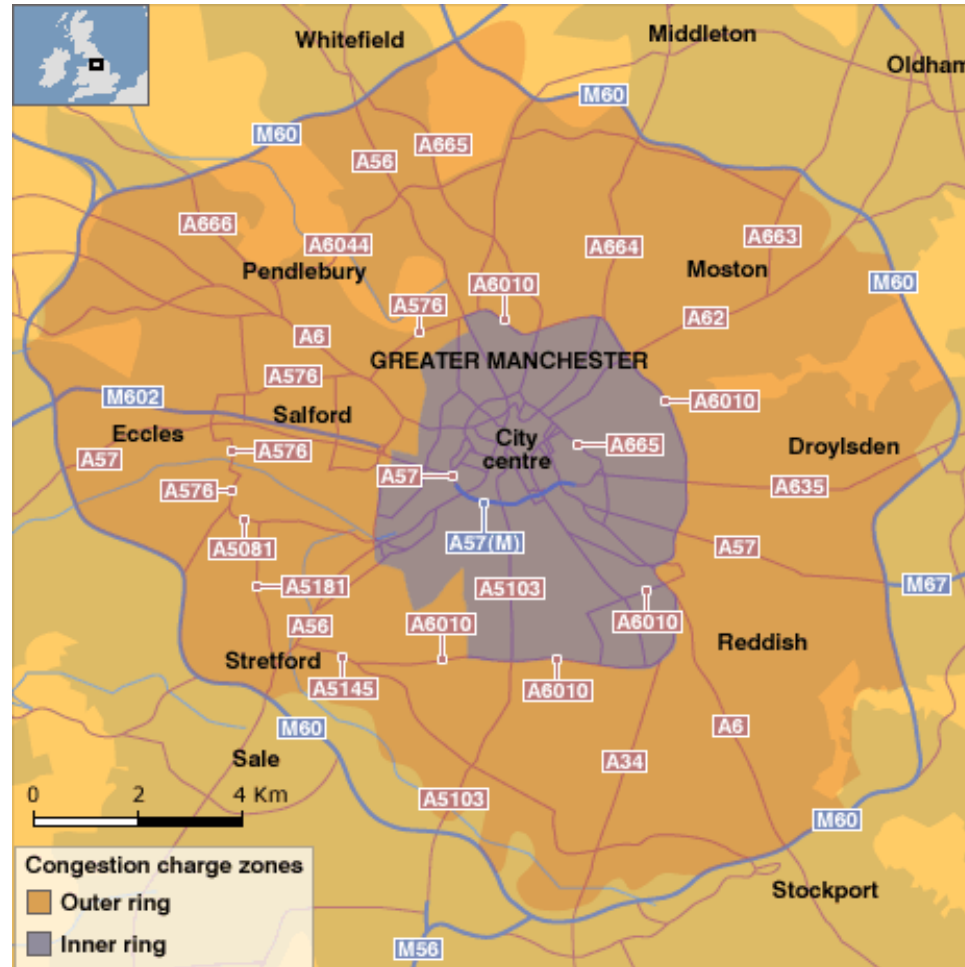 Whitefield
Middleton
Oldham
M60
M60
A665
A56
A666
A6044
A664
A663
Pendlebury
Moston
A6010
M60
A576
A62
A6
GREATER MANCHESTER
A576
M602
A6010
Salford
Eccles
City
centre
A665
Droylsden
A576
A57
A57
A576
A635
A5081
A57(M)
A57
M67
A5181
A5103
A56
A6010
A6010
Reddish
Stretford
A5145
A6010
M60
A6
Sale
A34
0 2 4 Km
A5103
M60
Congestion charge zones
Outer ring
Inner ring
Stockport
M56